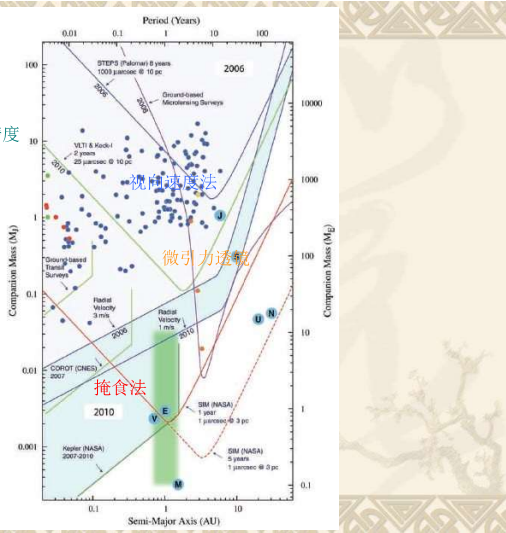 Period (Years)
0.01 0.1 1 10 100
STEPS (Palomar) 8 years
1009 µarcsec @ 10 pc
2006
2006
Ground-based
Microlensing Surveys
2006
100
10000
度
VLTI & Keck-I
2 years
25 µarcsec @ 10 pc
2010
10
视向速度法
1000
1
J
微引力透镜
S
100
Ground-based
Transit
Surveys
0.1
Radial
Velocity
3 m/s
2006
Radial
Velocity
1 m/s
2010
U N
10
COROT (CNES)
2007
0.01
掩食法
2010
V E
SIM (NASA)
1 year
1 µarcsec @ 3 pc
1
0.001
Kepler (NASA)
2007-2010
SIM (NASA)
5 years
1 µarcsec @ 3 pc
M
0.1
Companion Mass (MJ)
Companion Mass (ME)
0.1 1 10
Semi-Major Axis (AU)